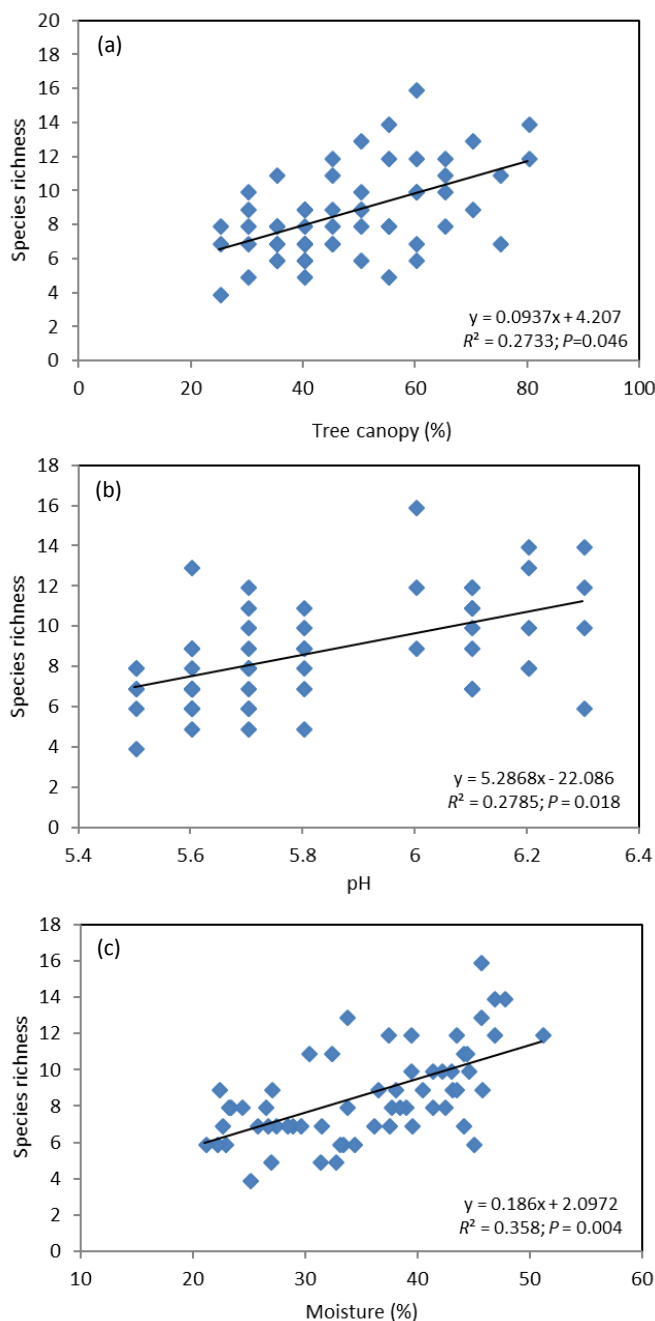 (a)
20
18
16
14
12
10
8
6
4
2
0
Species richness
y = 0.0937x + 4.207
R² = 0.2733; P=0.046
0 20 40 60 80 100
Tree canopy (%)
(b)
18
16
14
12
10
8
6
4
2
0
Species richness
y = 5.2868x - 22.086
R² = 0.2785; P = 0.018
5.4 5.6 5.8 6 6.2 6.4
pH
(c)
18
16
14
12
10
8
6
4
2
0
Species richness
y = 0.186x + 2.0972
R² = 0.358; P = 0.004
10 20 30 40 50 60
Moisture (%)